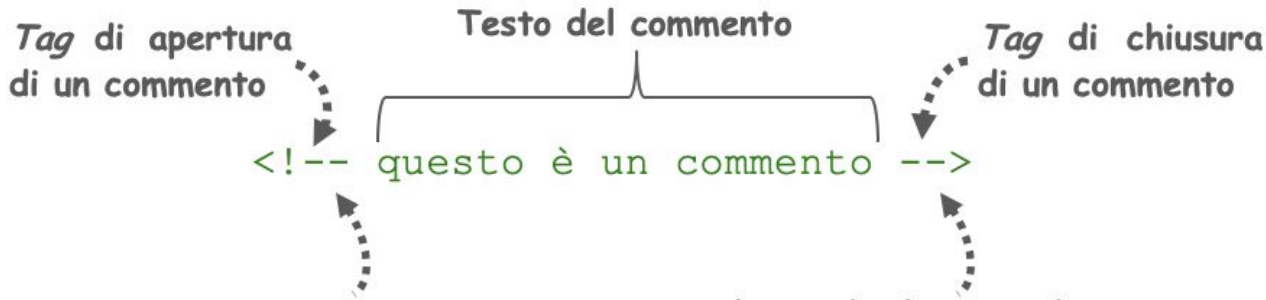 Testo del commento
Tag di apertura
di un commento
Tag di chiusura
di un commento
<!-- questo è un commento -->